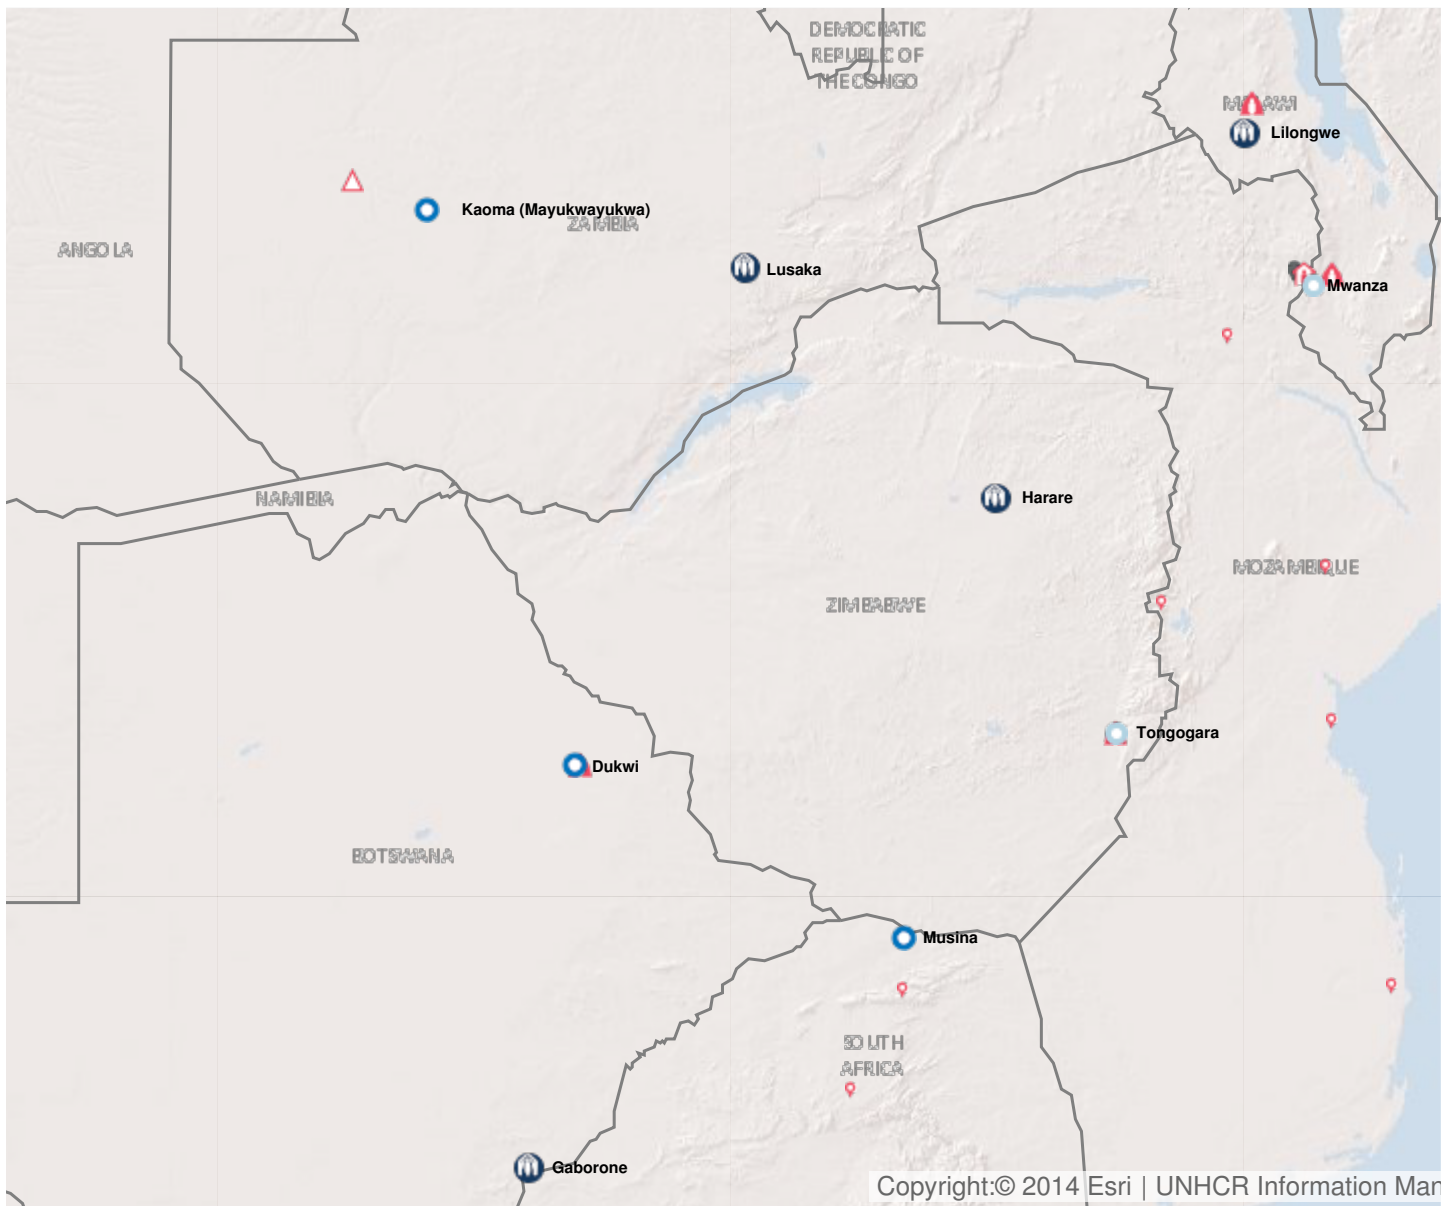 DEMOCRATIC
REPUBLIC OF
THE CONGO
MALAWI
Lilongwe
Kaoma (Mayukwayukwa)
ZAMBIA
ANGOLA
Lusaka
Mwanza
NAMIBIA
Harare
MOZAMBIQUE
ZIMBABWE
Tongogara
Dukwi
BOTSWANA
Musina
SOUTH
AFRICA
Gaborone
Copyright:© 2014 Esri | UNHCR Information Man